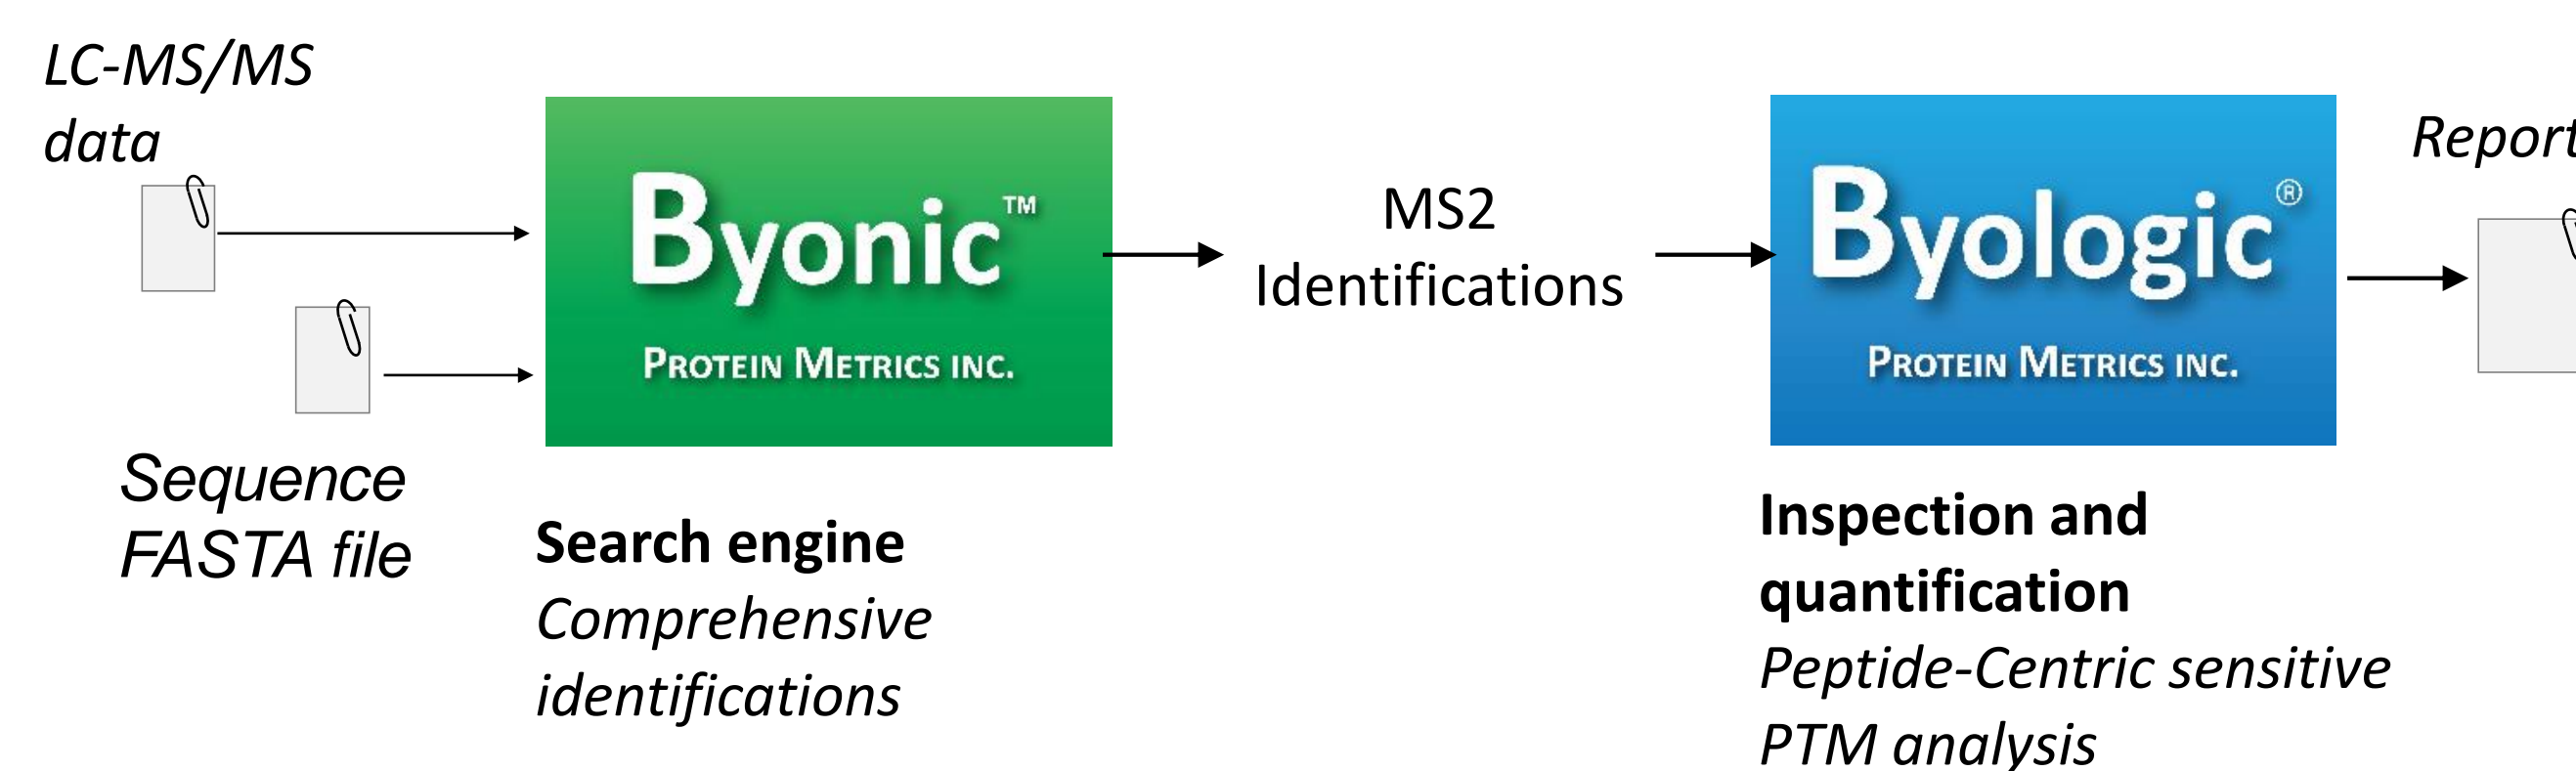 LC-MS/MS
data
Sequence
FASTA file
Byonic™
PROTEIN METRICS INC.
Search engine
Comprehensive
identifications
MS2
Identifications
Byologic®
PROTEIN METRICS INC.
Inspection and
quantification
Peptide-Centric sensitive
PTM analysis
Report